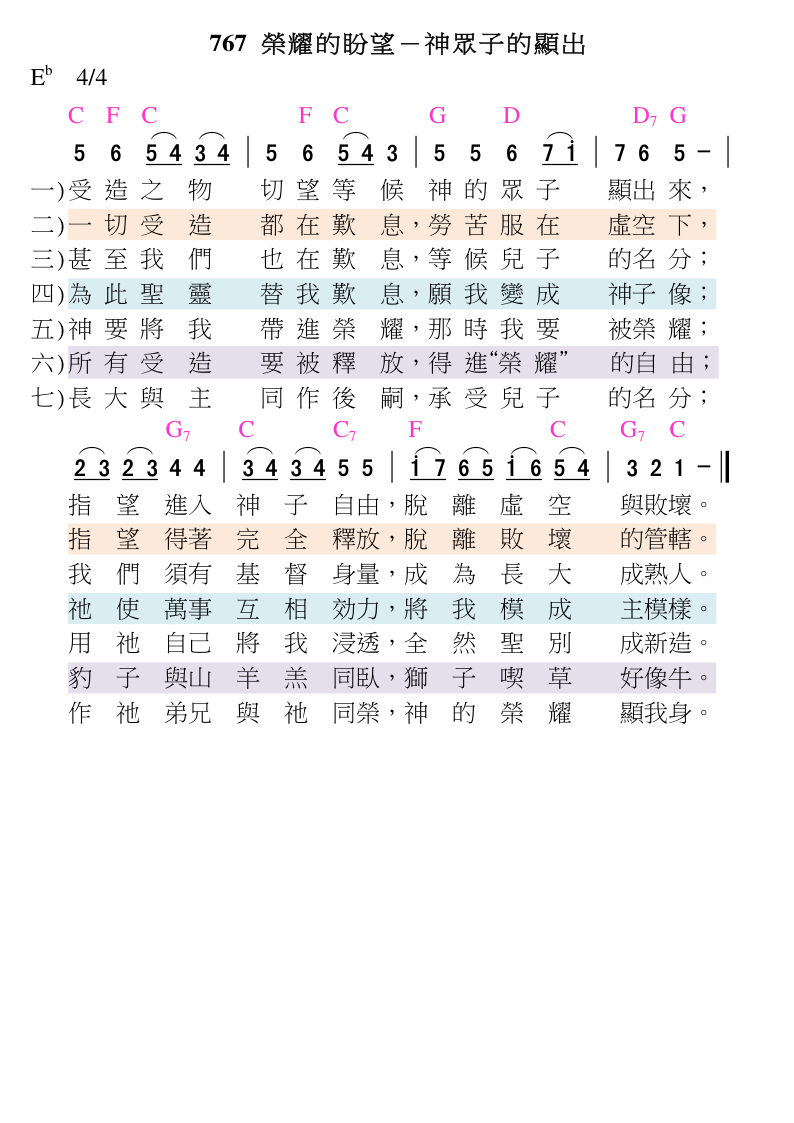 767 榮耀的盼望－神眾子的顯出
E♭ 4/4
C F C F C G D D7 G
5 6 5 4 3 4 | 5 6 5 4 3 | 5 5 6 7 i | 7 6 5 － |
一)受造之物 切望等候 神的眾子 顯出來，
二)一切受造 都在歎息，勞苦服在 虛空下，
三)甚至我們 也在歎息，等候兒子 的名分；
四)為此聖靈 替我歎息，願我變成 神子像；
五)神要將我 帶進榮耀，那時我要 被榮耀；
六)所有受造 要被釋放，得進“榮耀” 的自由；
七)長大與主 同作後嗣，承受兒子 的名分；
G7 C C7 F C G7 C
2 3 2 3 4 4 | 3 4 3 4 5 5 | i 7 6 5 i 6 5 4 | 3 2 1 － ‖
指望進入神子自由，脫離虛空 與敗壞。
指望得著完全釋放，脫離敗壞 的管轄。
我們須有基督身量，成為長大 成熟人。
祂使萬事互相効力，將我模成 主模樣。
用祂自己將我浸透，全然聖別 成新造。
豹子與山羊羔同臥，獅子喫草 好像牛。
作祂弟兄與祂同榮，神的榮耀 顯我身。